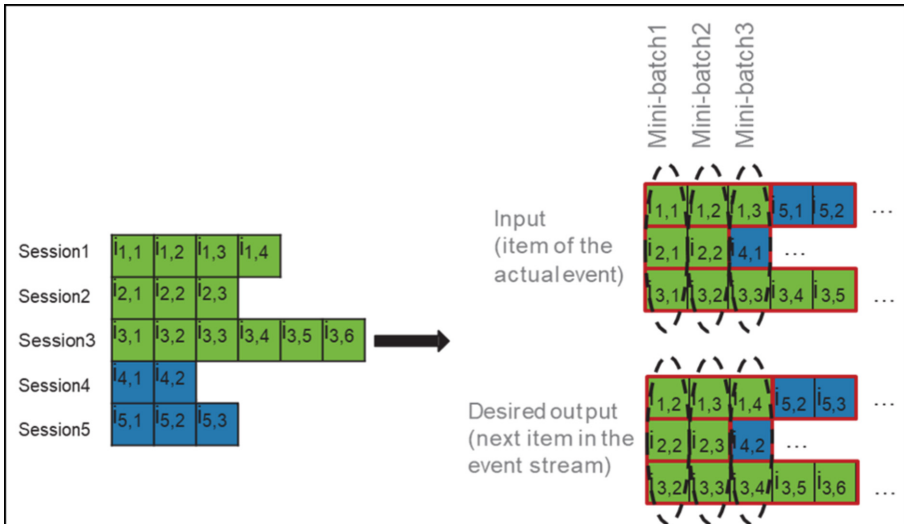 Mini-batch1
Mini-batch2
Mini-batch3
Input
(item of the
actual event)
i1,1 i1,2 i1,3 i5,1 i5,2 ...
i2,1 i2,2 i4,1 ...
i3,1 i3,2 i3,3 i3,4 i3,5 ...
Session1 i1,1 i1,2 i1,3 i1,4
Session2 i2,1 i2,2 i2,3
Session3 i3,1 i3,2 i3,3 i3,4 i3,5 i3,6
Session4 i4,1 i4,2
Session5 i5,1 i5,2 i5,3
Desired output
(next item in the
event stream)
i1,2 i1,3 i1,4 i5,2 i5,3 ...
i2,2 i2,3 i4,2 ...
i3,2 i3,3 i3,4 i3,5 i3,6 ...